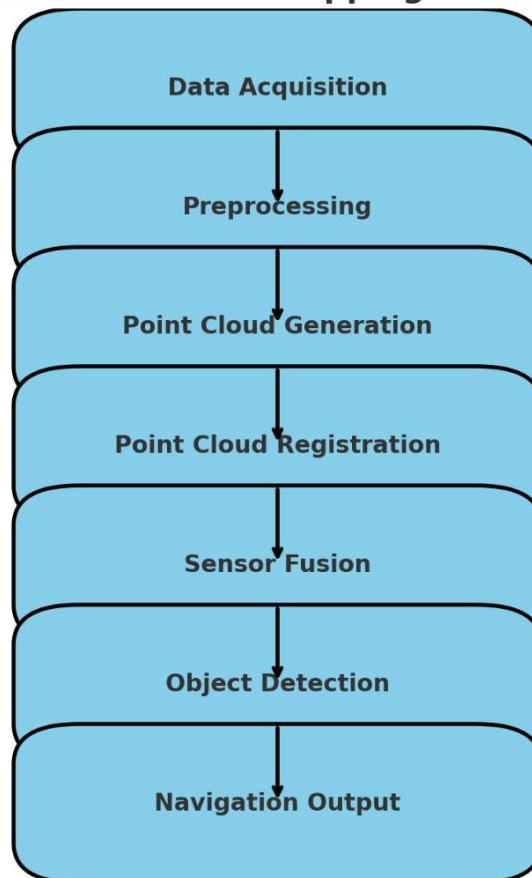 Data Acquisition
Preprocessing
Point Cloud Generation
Point Cloud Registration
Sensor Fusion
Object Detection
Navigation Output